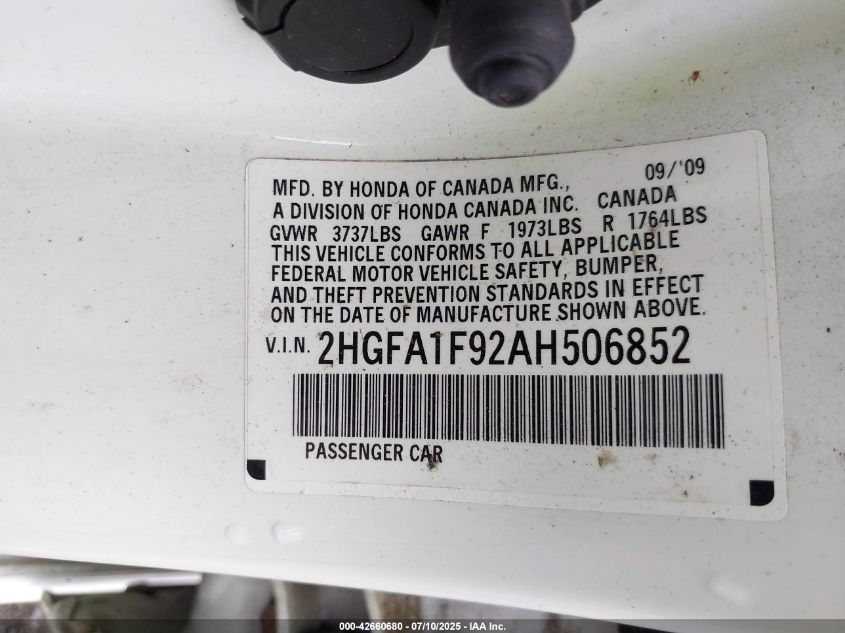 09/'09
MFD. BY HONDA OF CANADA MFG.,
A DIVISION OF HONDA CANADA INC. CANADA
GVWR 3737LBS GAWR F 1973LBS R 1764LBS
THIS VEHICLE CONFORMS TO ALL APPLICABLE
FEDERAL MOTOR VEHICLE SAFETY, BUMPER,
AND THEFT PREVENTION STANDARDS IN EFFECT
ON THE DATE OF MANUFACTURE SHOWN ABOVE.
V.I.N. 2HGFA1F92AH506852
PASSENGER CAR
000-42660680 - 07/10/2025 - IAA Inc.